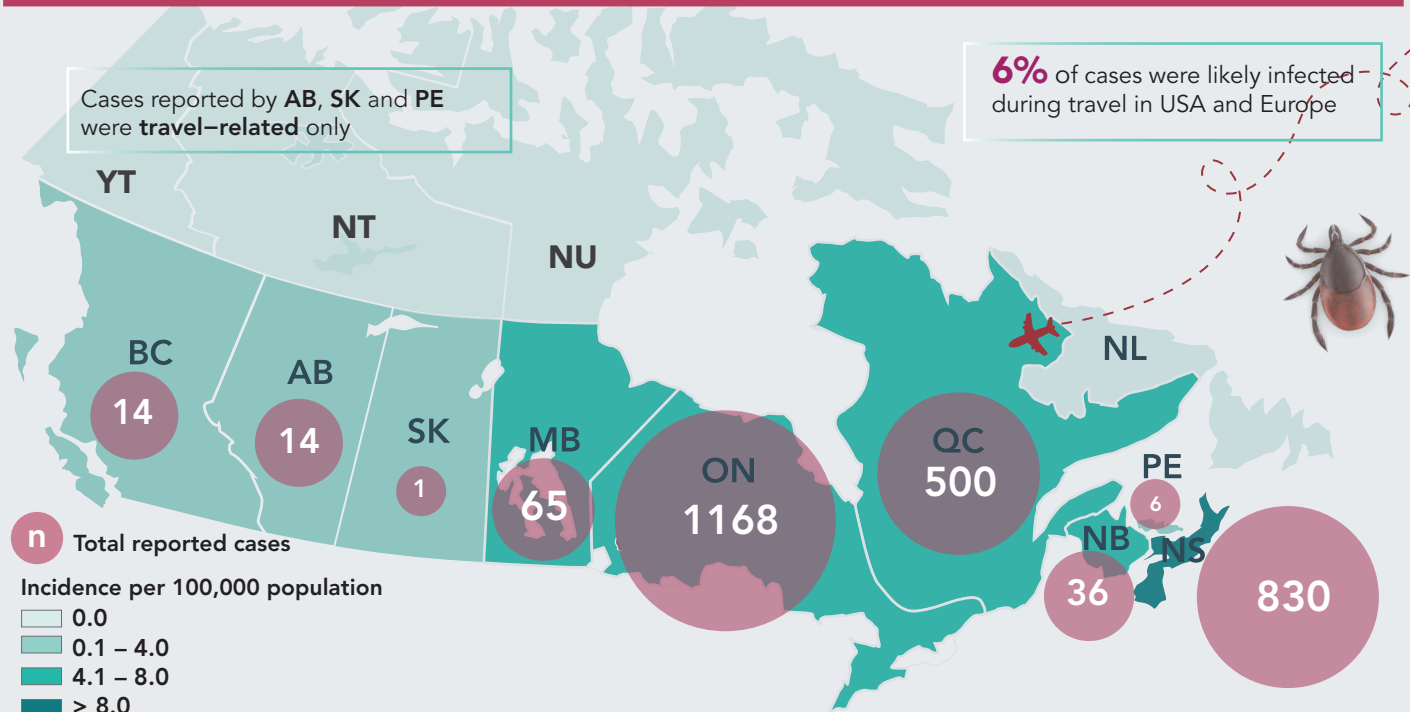 Cases reported by AB, SK and PE
were travel–related only
6% of cases were likely infected
during travel in USA and Europe
YT
NT
NU
BC
14
AB
14
SK
1
MB
65
ON
1168
QC
500
NL
PE
6
NB
36
NS
830
n Total reported cases
Incidence per 100,000 population
0.0
0.1 – 4.0
4.1 – 8.0
> 8.0